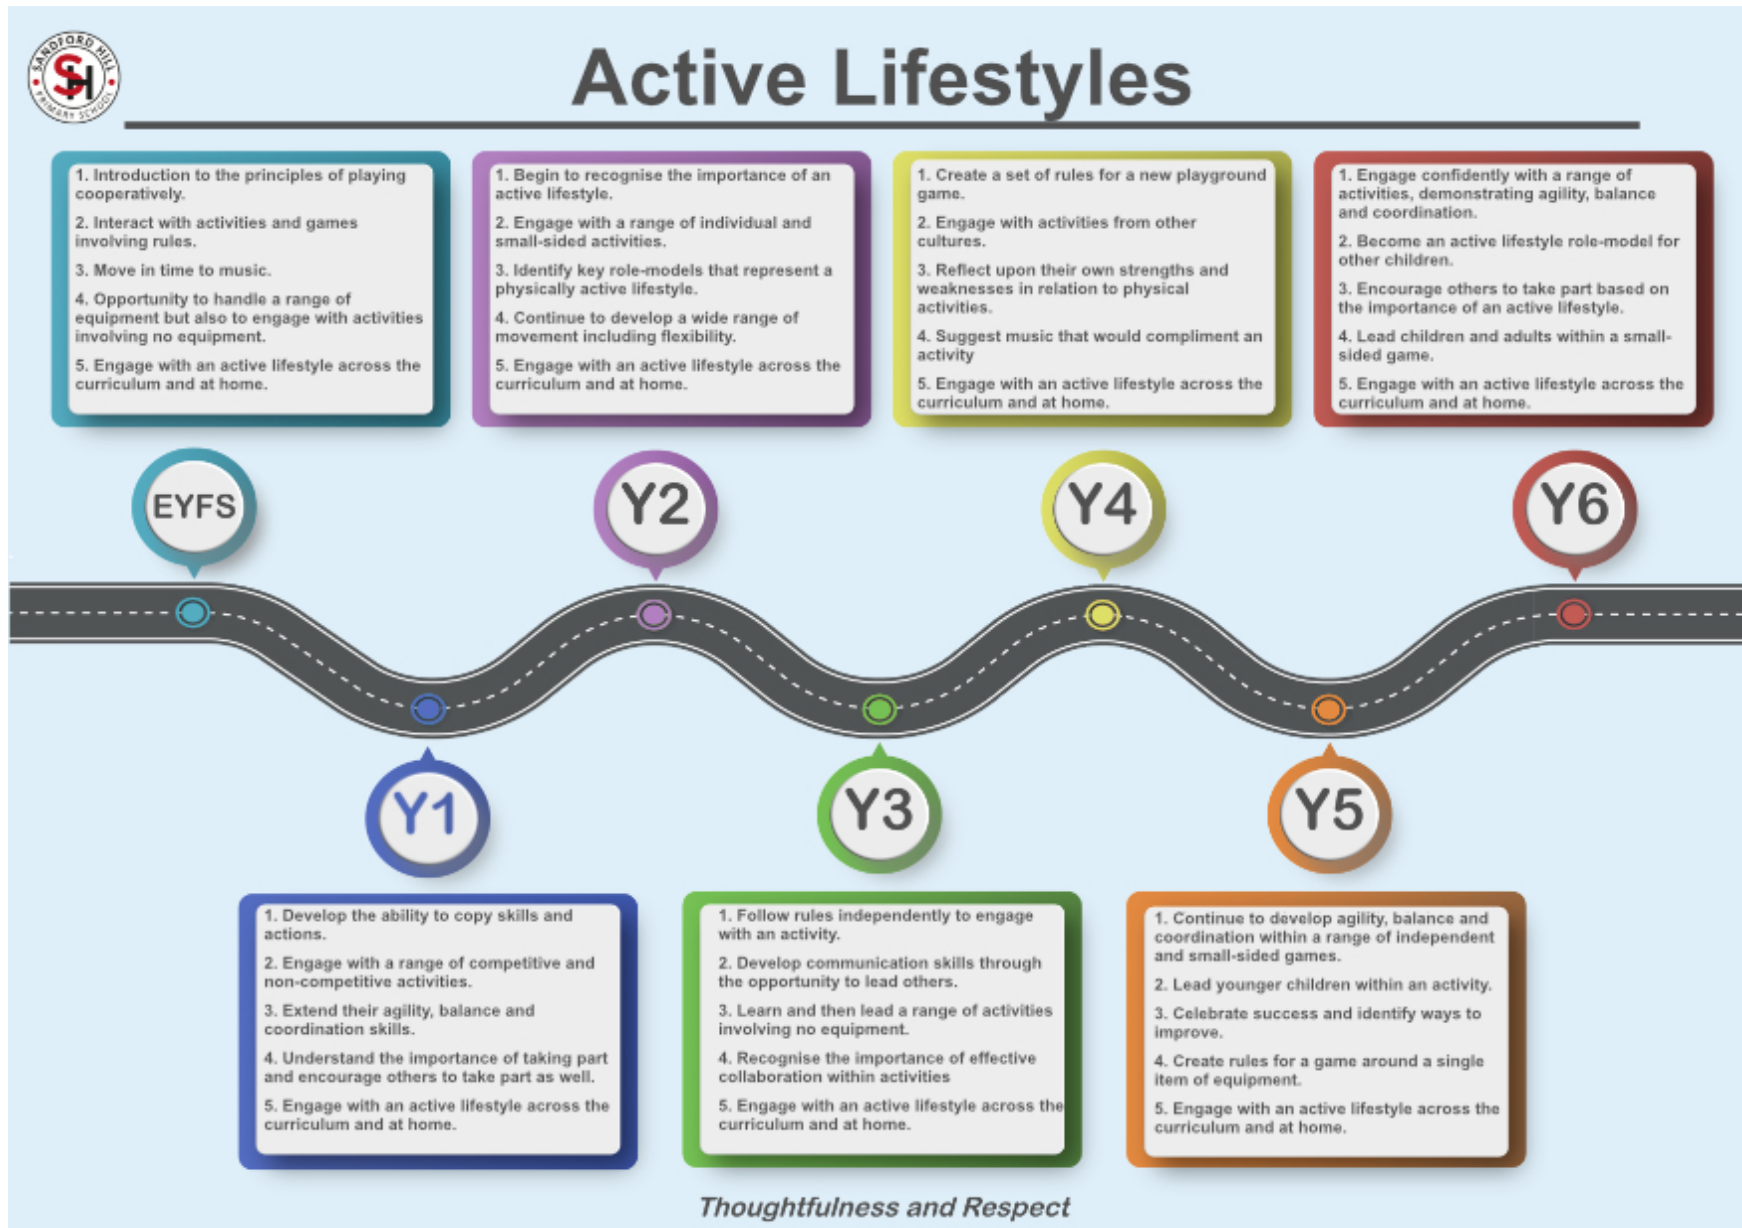 SANDFORD HILL
PRIMARY SCHOOL
SH
Active Lifestyles
1. Introduction to the principles of playing
cooperatively.
2. Interact with activities and games
involving rules.
3. Move in time to music.
4. Opportunity to handle a range of
equipment but also to engage with activities
involving no equipment.
5. Engage with an active lifestyle across the
curriculum and at home.
1. Begin to recognise the importance of an
active lifestyle.
2. Engage with a range of individual and
small-sided activities.
3. Identify key role-models that represent a
physically active lifestyle.
4. Continue to develop a wide range of
movement including flexibility.
5. Engage with an active lifestyle across the
curriculum and at home.
1. Create a set of rules for a new playground
game.
2. Engage with activities from other
cultures.
3. Reflect upon their own strengths and
weaknesses in relation to physical
activities.
4. Suggest music that would compliment an
activity
5. Engage with an active lifestyle across the
curriculum and at home.
1. Engage confidently with a range of
activities, demonstrating agility, balance
and coordination.
2. Become an active lifestyle role-model for
other children.
3. Encourage others to take part based on
the importance of an active lifestyle.
4. Lead children and adults within a small-
sided game.
5. Engage with an active lifestyle across the
curriculum and at home.
EYFS
Y2
Y4
Y6
Y1
Y3
Y5
1. Develop the ability to copy skills and
actions.
2. Engage with a range of competitive and
non-competitive activities.
3. Extend their agility, balance and
coordination skills.
4. Understand the importance of taking part
and encourage others to take part as well.
5. Engage with an active lifestyle across the
curriculum and at home.
1. Follow rules independently to engage
with an activity.
2. Develop communication skills through
the opportunity to lead others.
3. Learn and then lead a range of activities
involving no equipment.
4. Recognise the importance of effective
collaboration within activities
5. Engage with an active lifestyle across the
curriculum and at home.
1. Continue to develop agility, balance and
coordination within a range of independent
and small-sided games.
2. Lead younger children within an activity.
3. Celebrate success and identify ways to
improve.
4. Create rules for a game around a single
item of equipment.
5. Engage with an active lifestyle across the
curriculum and at home.
Thoughtfulness and Respect